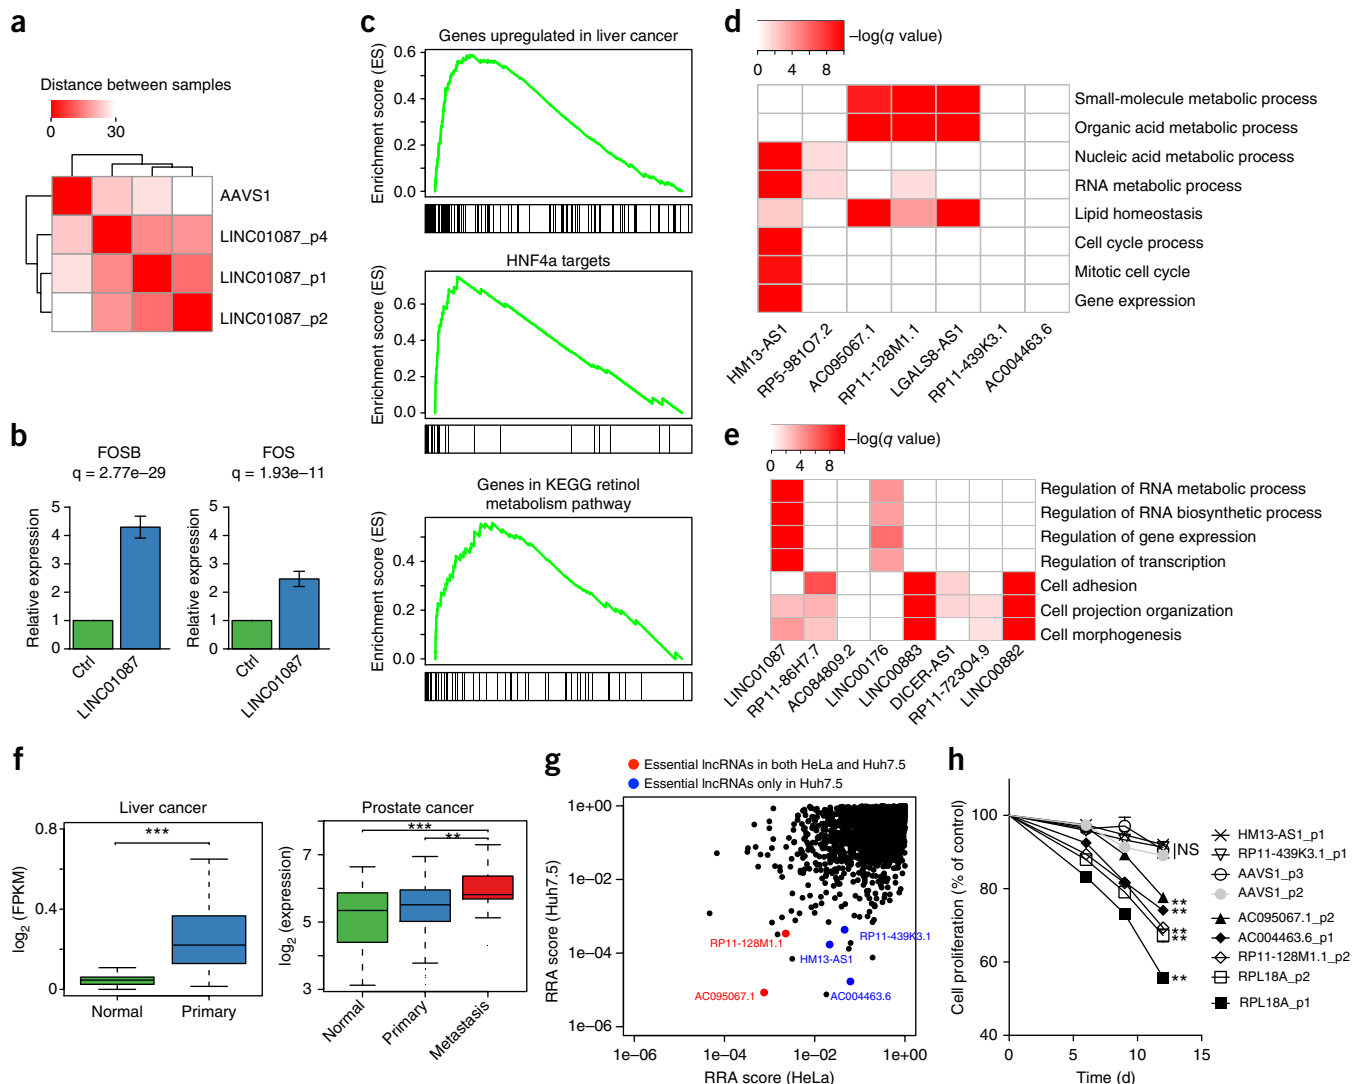 a
Distance between samples
0 30
AAVS1
LINC01087_p4
LINC01087_p1
LINC01087_p2
b
FOSB
q = 2.77e–29
Relative expression
5
4
3
2
1
0
Ctrl
LINC01087
FOS
q = 1.93e–11
Relative expression
5
4
3
2
1
0
Ctrl
LINC01087
c
Genes upregulated in liver cancer
Enrichment score (ES)
0.6
0.4
0.2
0.0
HNF4a targets
Enrichment score (ES)
0.6
0.4
0.2
0.0
Genes in KEGG retinol
metabolism pathway
Enrichment score (ES)
0.4
0.2
0.0
d
–log(q value)
0 4 8
Small-molecule metabolic process
Organic acid metabolic process
Nucleic acid metabolic process
RNA metabolic process
Lipid homeostasis
Cell cycle process
Mitotic cell cycle
Gene expression
HM13-AS1
RP5-981O7.2
AC095067.1
RP11-128M1.1
LGALS8-AS1
RP11-439K3.1
AC004463.6
e
–log(q value)
0 4 8
Regulation of RNA metabolic process
Regulation of RNA biosynthetic process
Regulation of gene expression
Regulation of transcription
Cell adhesion
Cell projection organization
Cell morphogenesis
LINC01087
RP11-86H7.7
AC084809.2
LINC00176
LINC00883
DICER-AS1
RP11-723O4.9
LINC00882
f
Liver cancer
***
log2 (FPKM)
0.8
0.4
0
Normal
Primary
Prostate cancer
***
**
log2 (expression)
7
5
3
Normal
Primary
Metastasis
g
Essential lncRNAs in both HeLa and Huh7.5
Essential lncRNAs only in Huh7.5
RRA score (Huh7.5)
1e+00
1e–02
1e–04
1e–06
RP11-128M1.1
RP11-439K3.1
HM13-AS1
AC095067.1
AC004463.6
1e–06 1e–04 1e–02 1e+00
RRA score (HeLa)
h
Cell proliferation (% of control)
100
80
60
40
0 5 10 15
Time (d)
NS
**
**
**
**
**
HM13-AS1_p1
RP11-439K3.1_p1
AAVS1_p3
AAVS1_p2
AC095067.1_p2
AC004463.6_p1
RP11-128M1.1_p2
RPL18A_p2
RPL18A_p1